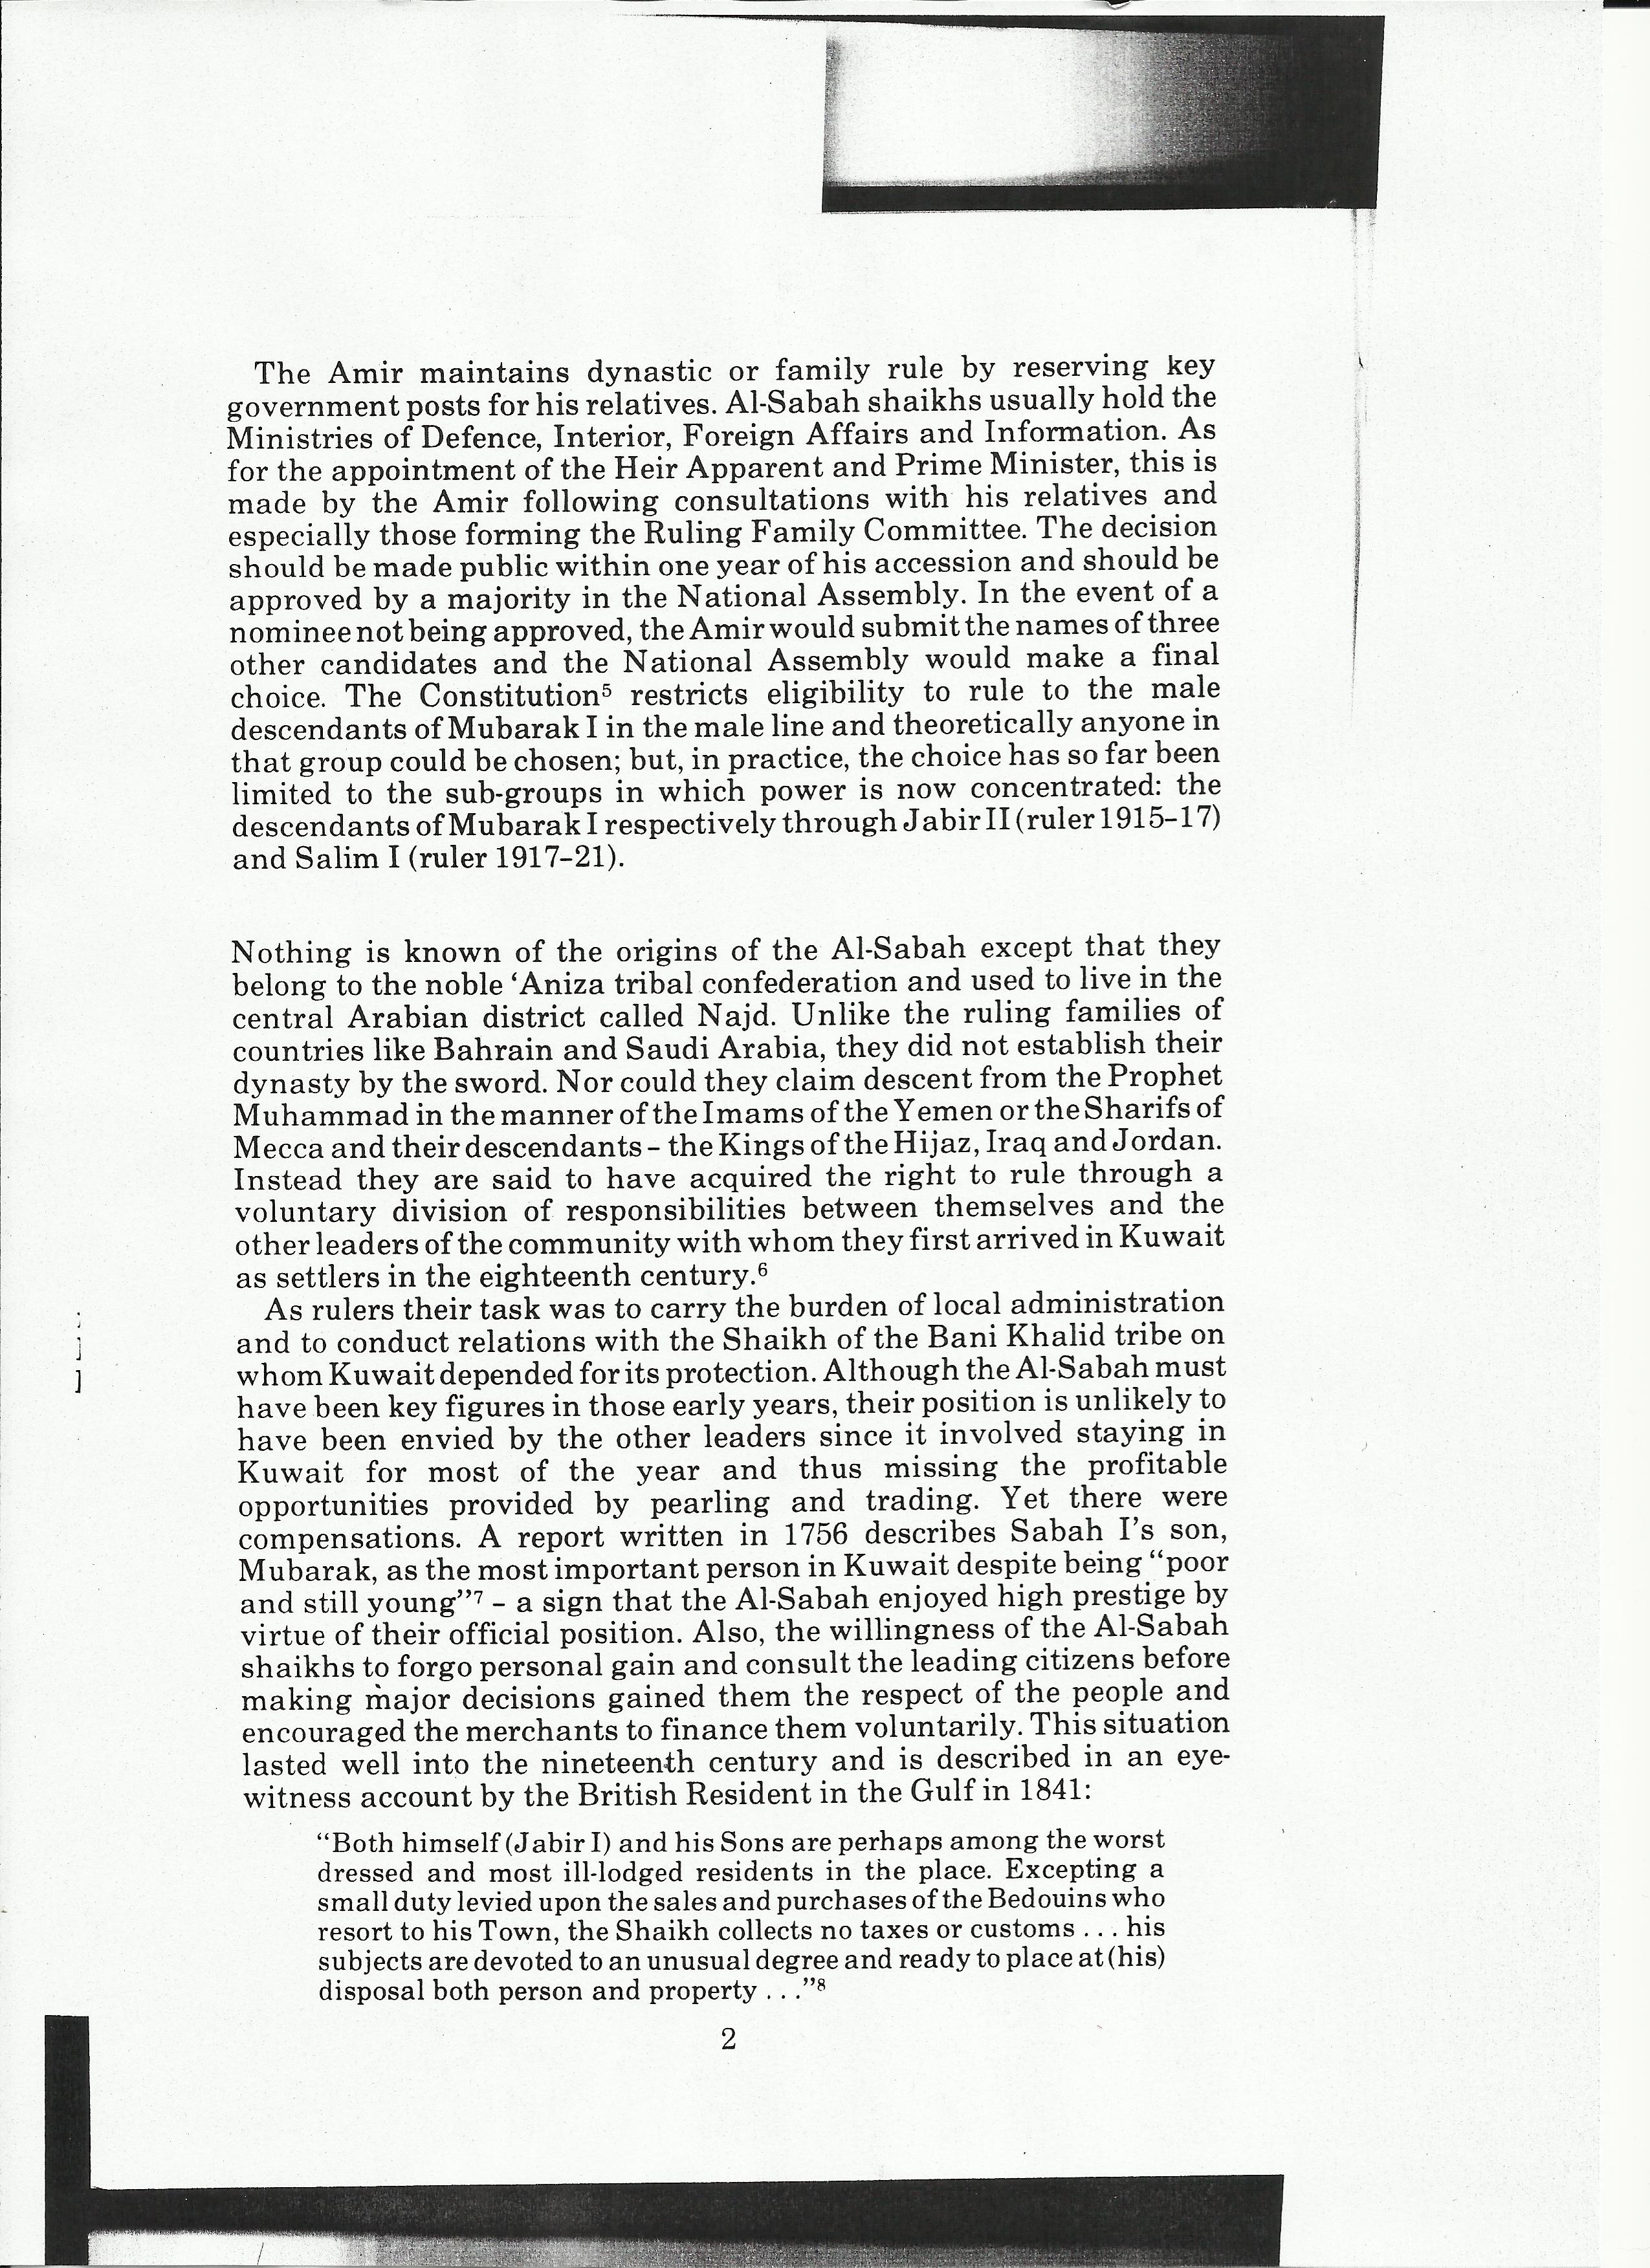 The Amir maintains dynastic or family rule by reserving key
government posts for his relatives. Al-Sabah shaikhs usually hold the
Ministries of Defence, Interior, Foreign Affairs and Information. As
for the appointment of the Heir Apparent and Prime Minister, this is
made by the Amir following consultations with his relatives and
especially those forming the Ruling Family Committee. The decision
should be made public within one year of his accession and should be
approved by a majority in the National Assembly. In the event of a
nominee not being approved, the Amir would submit the names of three
other candidates and the National Assembly would make a final
choice. The Constitution⁵ restricts eligibility to rule to the male
descendants of Mubarak I in the male line and theoretically anyone in
that group could be chosen; but, in practice, the choice has so far been
limited to the sub-groups in which power is now concentrated: the
descendants of Mubarak I respectively through Jabir II (ruler 1915–17)
and Salim I (ruler 1917–21).
Nothing is known of the origins of the Al-Sabah except that they
belong to the noble ‘Aniza tribal confederation and used to live in the
central Arabian district called Najd. Unlike the ruling families of
countries like Bahrain and Saudi Arabia, they did not establish their
dynasty by the sword. Nor could they claim descent from the Prophet
Muhammad in the manner of the Imams of the Yemen or the Sharifs of
Mecca and their descendants – the Kings of the Hijaz, Iraq and Jordan.
Instead they are said to have acquired the right to rule through a
voluntary division of responsibilities between themselves and the
other leaders of the community with whom they first arrived in Kuwait
as settlers in the eighteenth century.⁶
As rulers their task was to carry the burden of local administration
and to conduct relations with the Shaikh of the Bani Khalid tribe on
whom Kuwait depended for its protection. Although the Al-Sabah must
have been key figures in those early years, their position is unlikely to
have been envied by the other leaders since it involved staying in
Kuwait for most of the year and thus missing the profitable
opportunities provided by pearling and trading. Yet there were
compensations. A report written in 1756 describes Sabah I’s son,
Mubarak, as the most important person in Kuwait despite being “poor
and still young”⁷ – a sign that the Al-Sabah enjoyed high prestige by
virtue of their official position. Also, the willingness of the Al-Sabah
shaikhs to forgo personal gain and consult the leading citizens before
making major decisions gained them the respect of the people and
encouraged the merchants to finance them voluntarily. This situation
lasted well into the nineteenth century and is described in an eye-
witness account by the British Resident in the Gulf in 1841:
“Both himself (Jabir I) and his Sons are perhaps among the worst
dressed and most ill-lodged residents in the place. Excepting a
small duty levied upon the sales and purchases of the Bedouins who
resort to his Town, the Shaikh collects no taxes or customs . . . his
subjects are devoted to an unusual degree and ready to place at (his)
disposal both person and property . . .”⁸
2